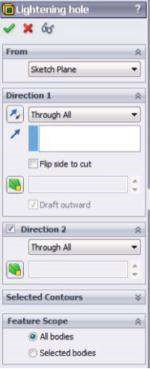 Lightening hole ?
From
Sketch Plane
Direction 1
Through All
Flip side to cut
Draft outward
Direction 2
Through All
Selected Contours
Feature Scope
All bodies
Selected bodies